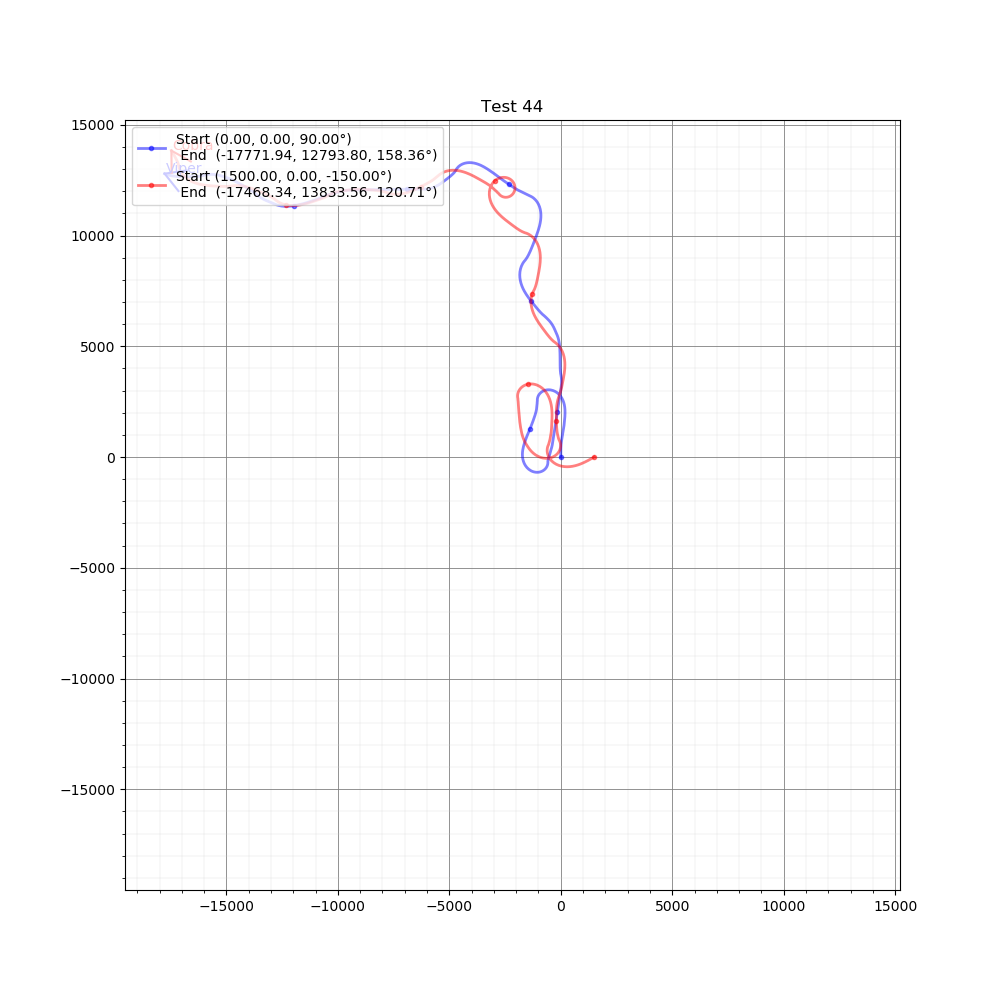 Test 44
15000
10000
5000
0
−5000
−10000
−15000
Start (0.00, 0.00, 90.00°)
End (-17771.94, 12793.80, 158.36°)
Start (1500.00, 0.00, -150.00°)
End (-17468.34, 13833.56, 120.71°)
Viper
−15000 −10000 −5000 0 5000 10000 15000